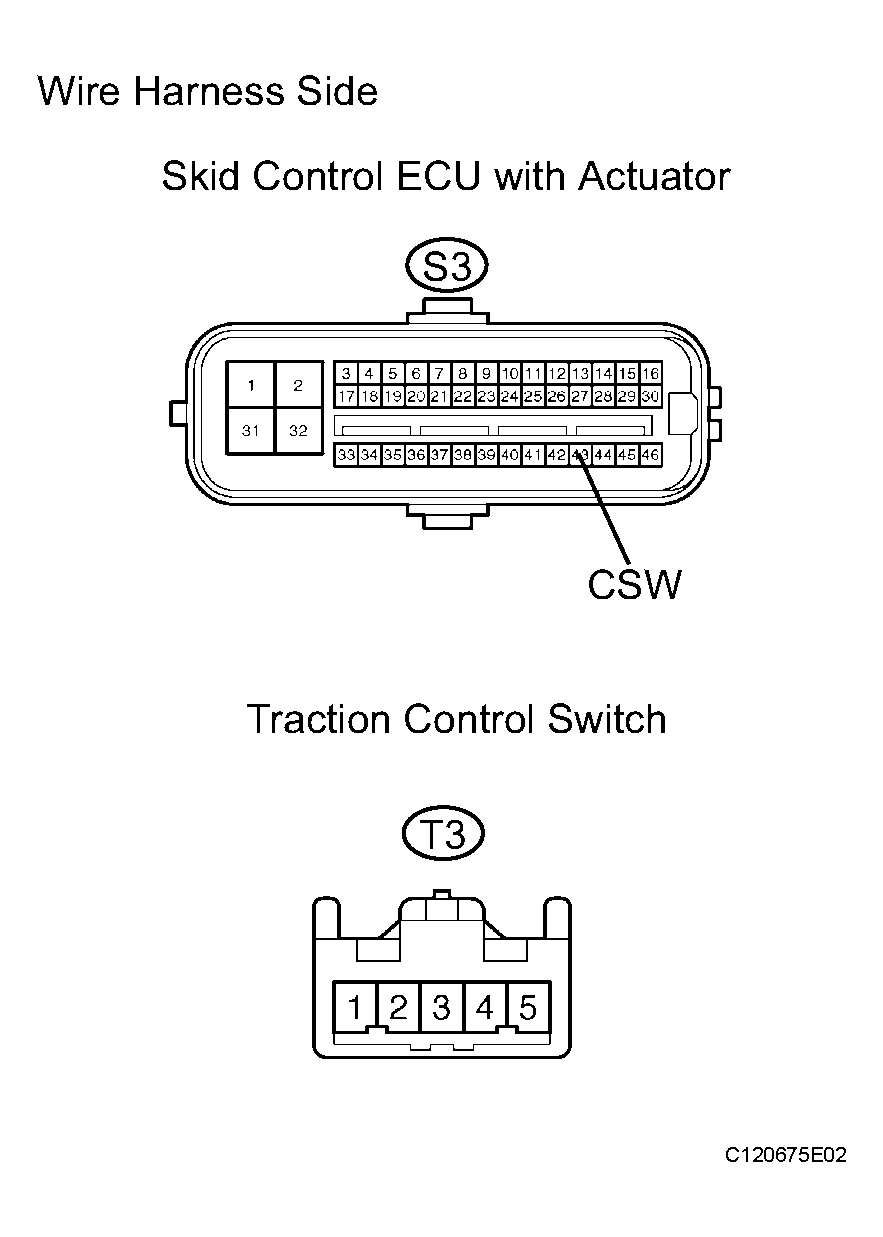 Wire Harness Side
Skid Control ECU with Actuator
S3
1 2 3 4 5 6 7 8 9 10 11 12 13 14 15 16
17 18 19 20 21 22 23 24 25 26 27 28 29 30
31 32
33 34 35 36 37 38 39 40 41 42 43 44 45 46
CSW
Traction Control Switch
T3
1 2 3 4 5
C120675E02